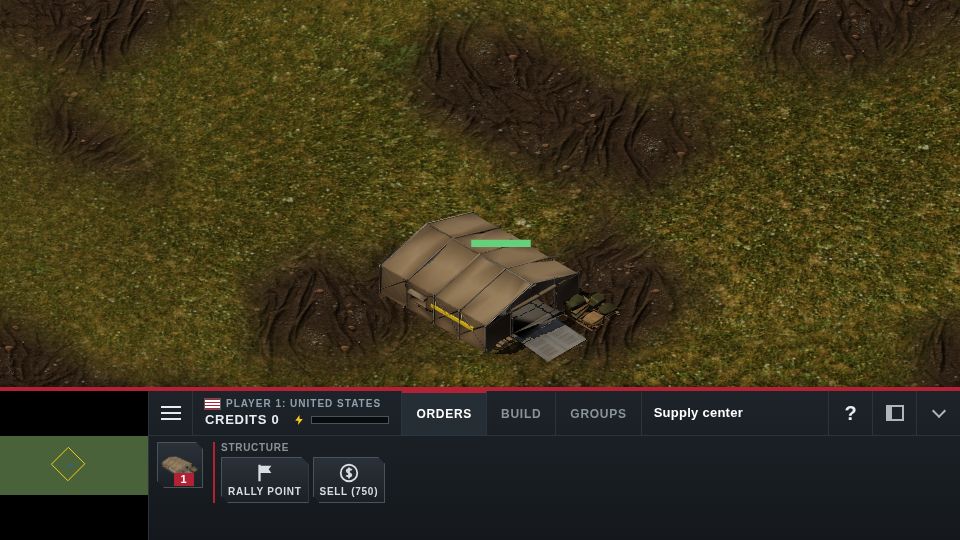 PLAYER 1: UNITED STATES
CREDITS 0
ORDERS
BUILD
GROUPS
Supply center
?
STRUCTURE
1
RALLY POINT
SELL (750)